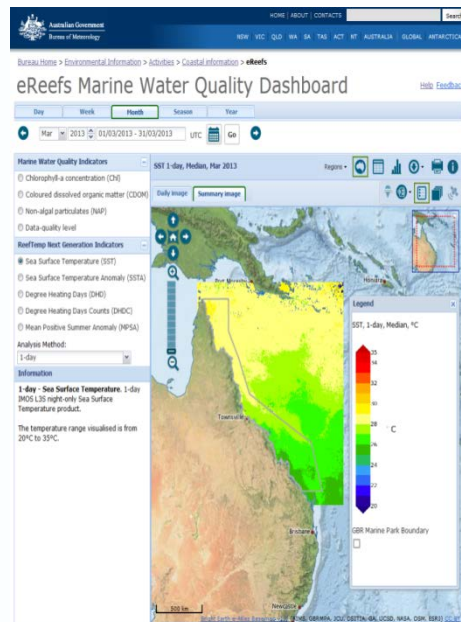 Australian Government
Bureau of Meteorology
HOME | ABOUT | CONTACTS
Search
NSW VIC QLD WA SA TAS ACT NT AUSTRALIA GLOBAL ANTARCTICA
Bureau Home > Environmental Information > Activities > Coastal information > eReefs
eReefs Marine Water Quality Dashboard
Help Feedback
Day Week Month Season Year
Mar 2013 01/03/2013 - 31/03/2013 UTC Go
Marine Water Quality Indicators
Chlorophyll-a concentration (Chl)
Coloured dissolved organic matter (CDOM)
Non-algal particulates (NAP)
Data-quality level
ReefTemp Next Generation Indicators
Sea Surface Temperature (SST)
Sea Surface Temperature Anomaly (SSTA)
Degree Heating Days (DHD)
Degree Heating Days Counts (DHDC)
Mean Positive Summer Anomaly (MPSA)
Analysis Method:
1-day
Information
1-day - Sea Surface Temperature. 1-day
IMOS L3S night-only Sea Surface
Temperature product.
The temperature range visualised is from
20°C to 35°C.
SST 1-day, Median, Mar 2013
Regions
Daily image Summary image
Port Moresby
Honiara
Townsville
Brisbane
Newcastle
500 km
Legend
SST, 1-day, Median, °C
35
34
32
30
28
26
24
22
20
C
GBR Marine Park Boundary